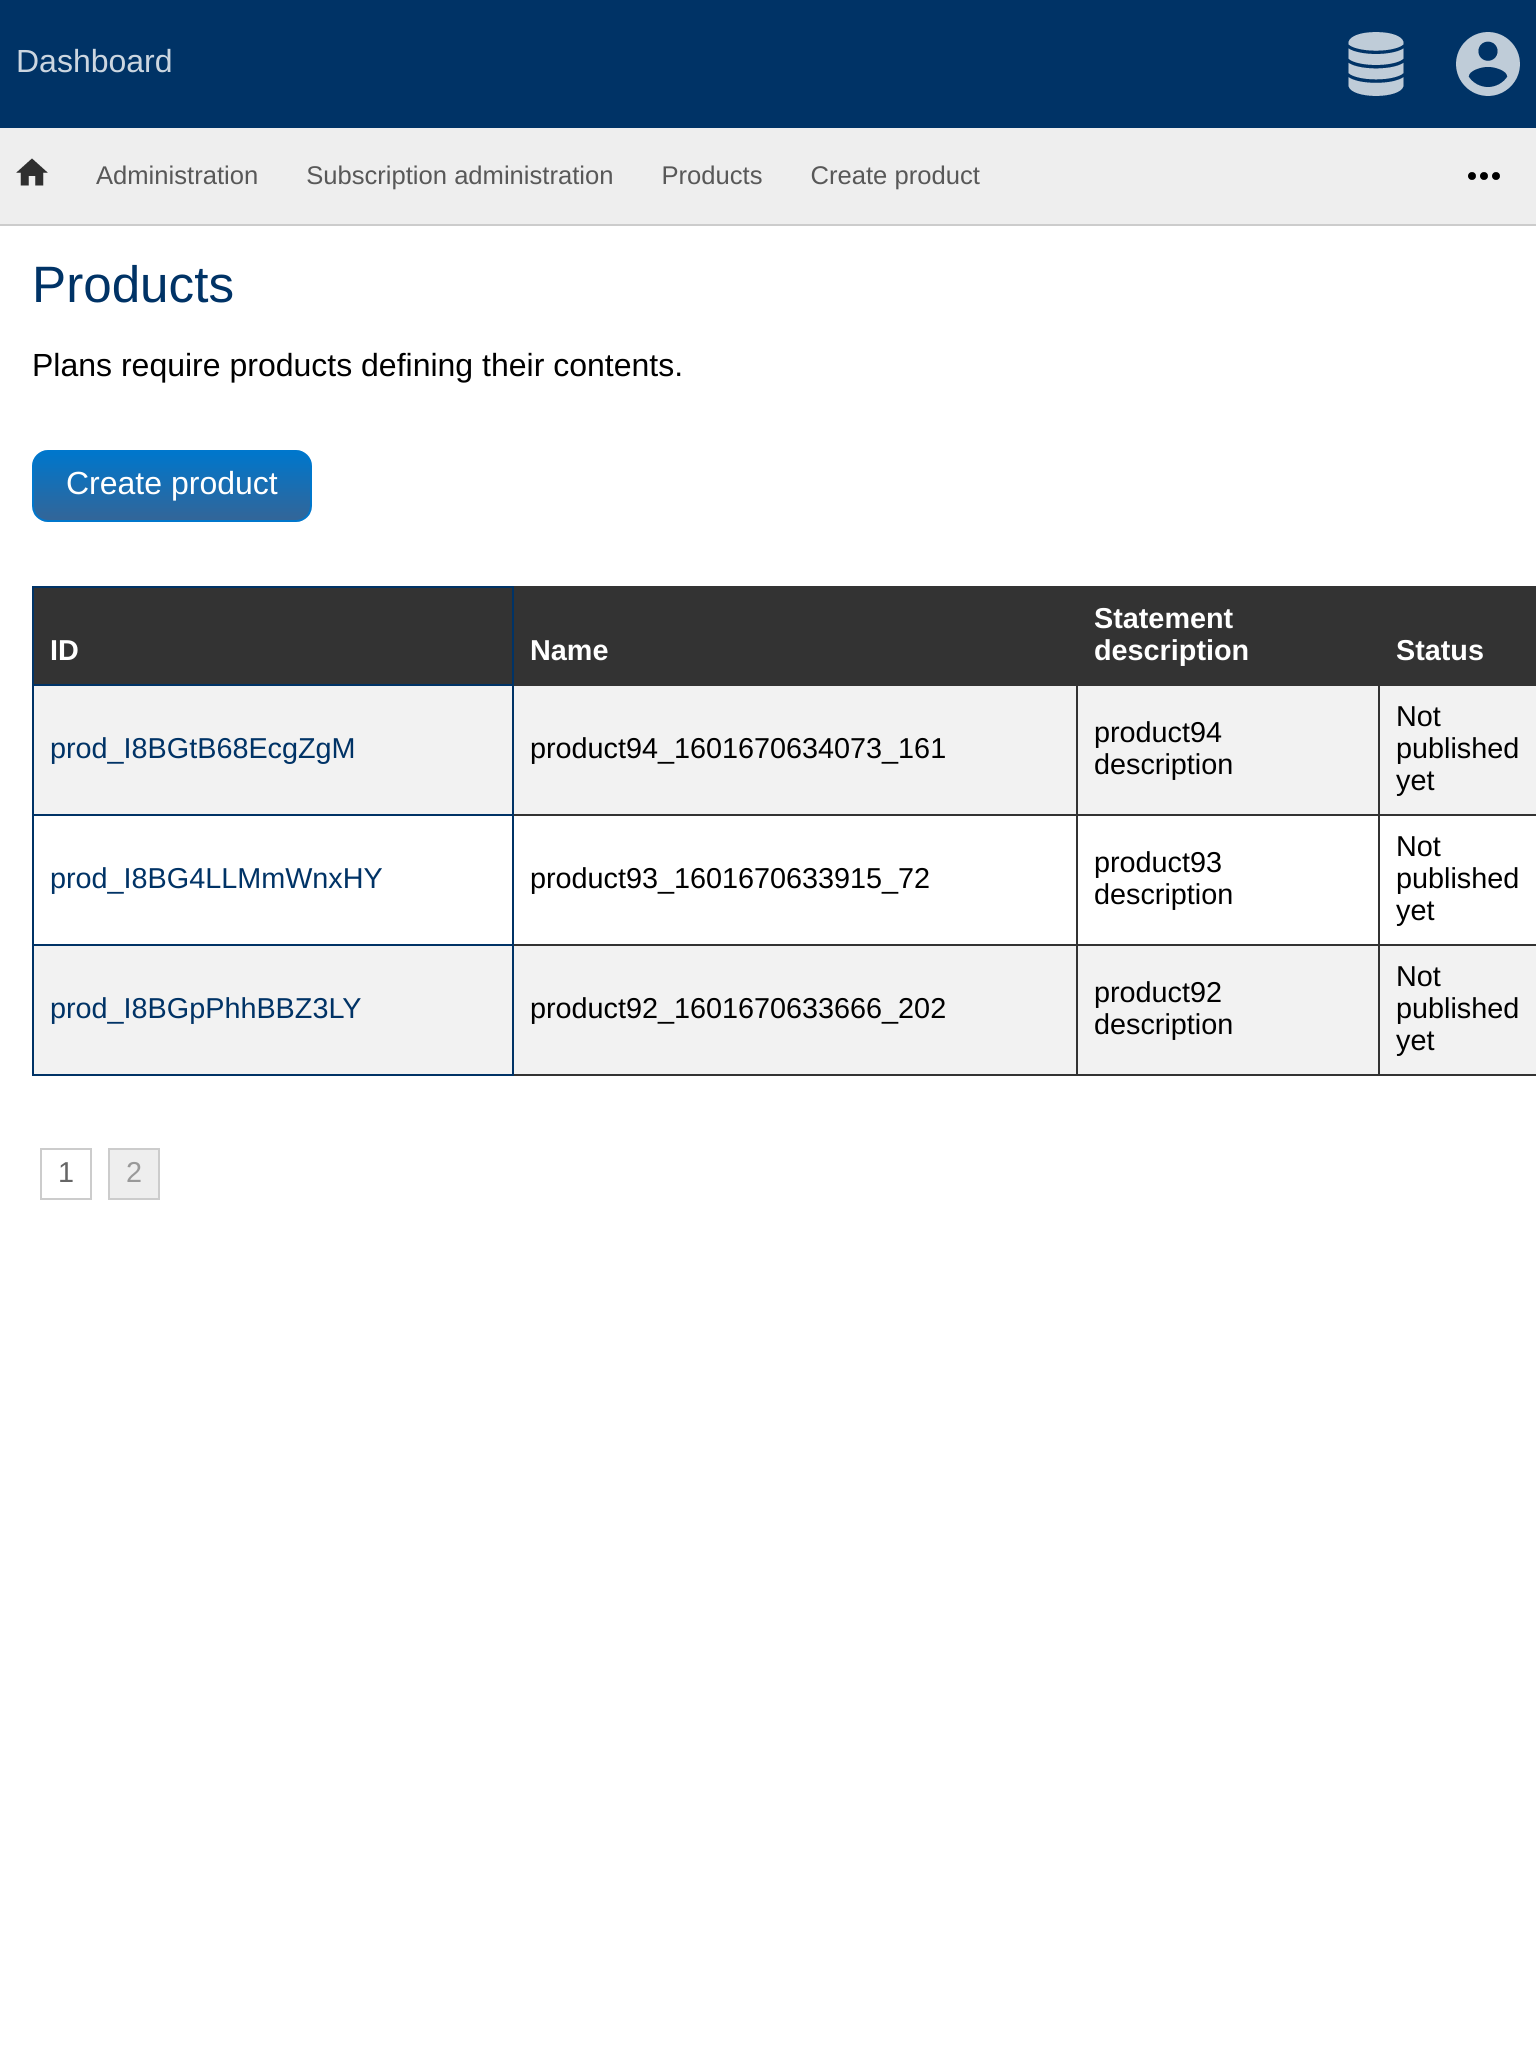 Dashboard
Administration Subscription administration Products Create product
Products
Plans require products defining their contents.
Create product
ID Name Statement description Status
prod_I8BGtB68EcgZgM product94_1601670634073_161 product94 description Not published yet
prod_I8BG4LLMmWnxHY product93_1601670633915_72 product93 description Not published yet
prod_I8BGpPhhBBZ3LY product92_1601670633666_202 product92 description Not published yet
1 2